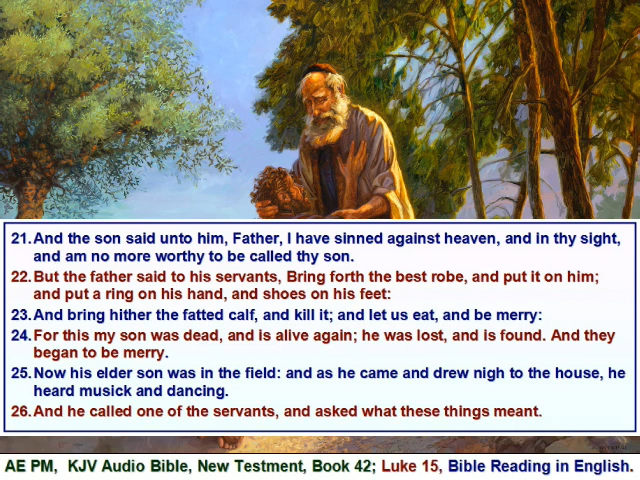 21. And the son said unto him, Father, I have sinned against heaven, and in thy sight,
and am no more worthy to be called thy son.
22. But the father said to his servants, Bring forth the best robe, and put it on him;
and put a ring on his hand, and shoes on his feet:
23. And bring hither the fatted calf, and kill it; and let us eat, and be merry:
24. For this my son was dead, and is alive again; he was lost, and is found. And they
began to be merry.
25. Now his elder son was in the field: and as he came and drew nigh to the house, he
heard musick and dancing.
26. And he called one of the servants, and asked what these things meant.
AE PM, KJV Audio Bible, New Testment, Book 42; Luke 15, Bible Reading in English.